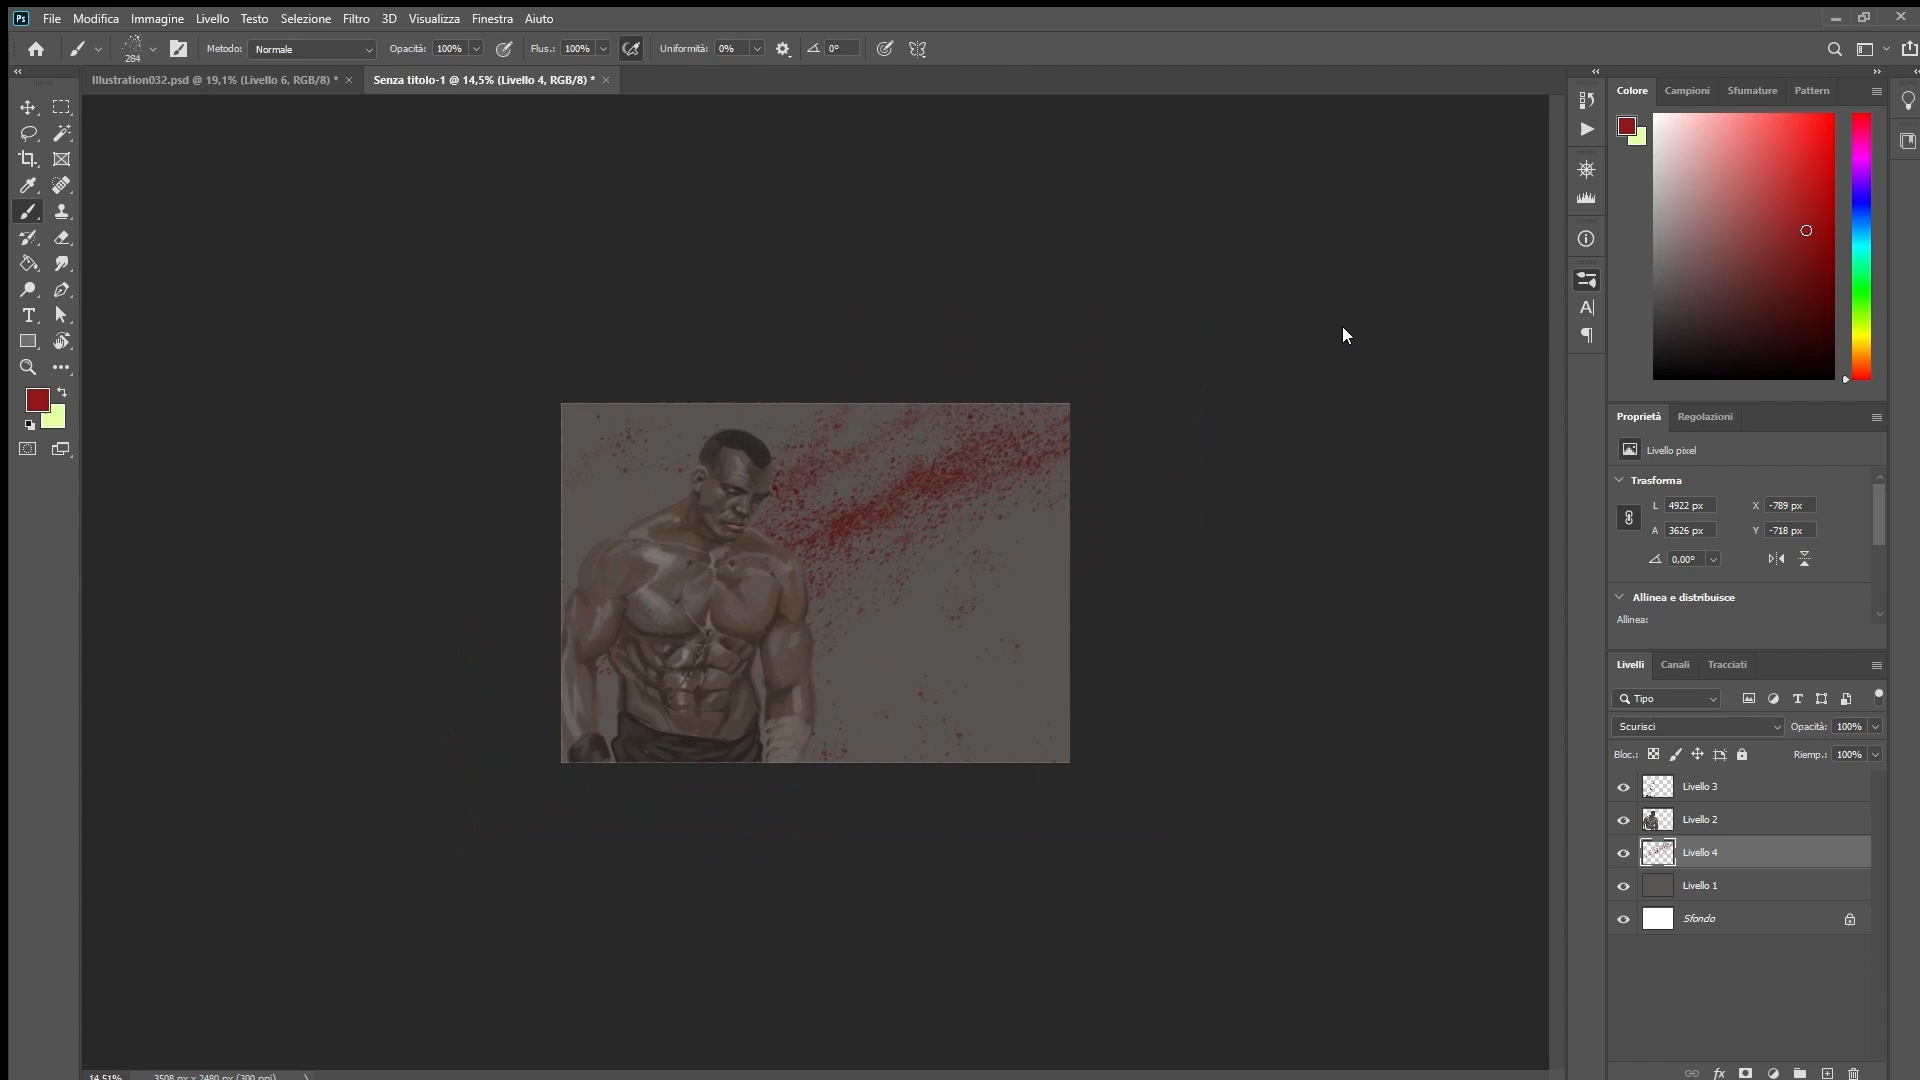 Ps File Modifica Immagine Livello Testo Selezione Filtro 3D Visualizza Finestra Aiuto
284 Metodo: Normale Opacità: 100% Flus.: 100% Uniformità: 0% 0°
Illustration032.psd @ 19,1% (Livello 6, RGB/8) * × Senza titolo-1 @ 14,5% (Livello 4, RGB/8) * ×
Colore Campioni Sfumature Pattern
Proprietà Regolazioni
Livello pixel
Trasforma
L 4922 px X -789 px
A 3626 px Y -718 px
0,00°
Allinea e distribuisce
Allinea:
Livelli Canali Tracciati
Tipo
Scurisci Opacità: 100%
Bloc.: Riemp.: 100%
Livello 3
Livello 2
Livello 4
Livello 1
Sfondo
14,51% 3508 px x 2480 px (300 ppi)